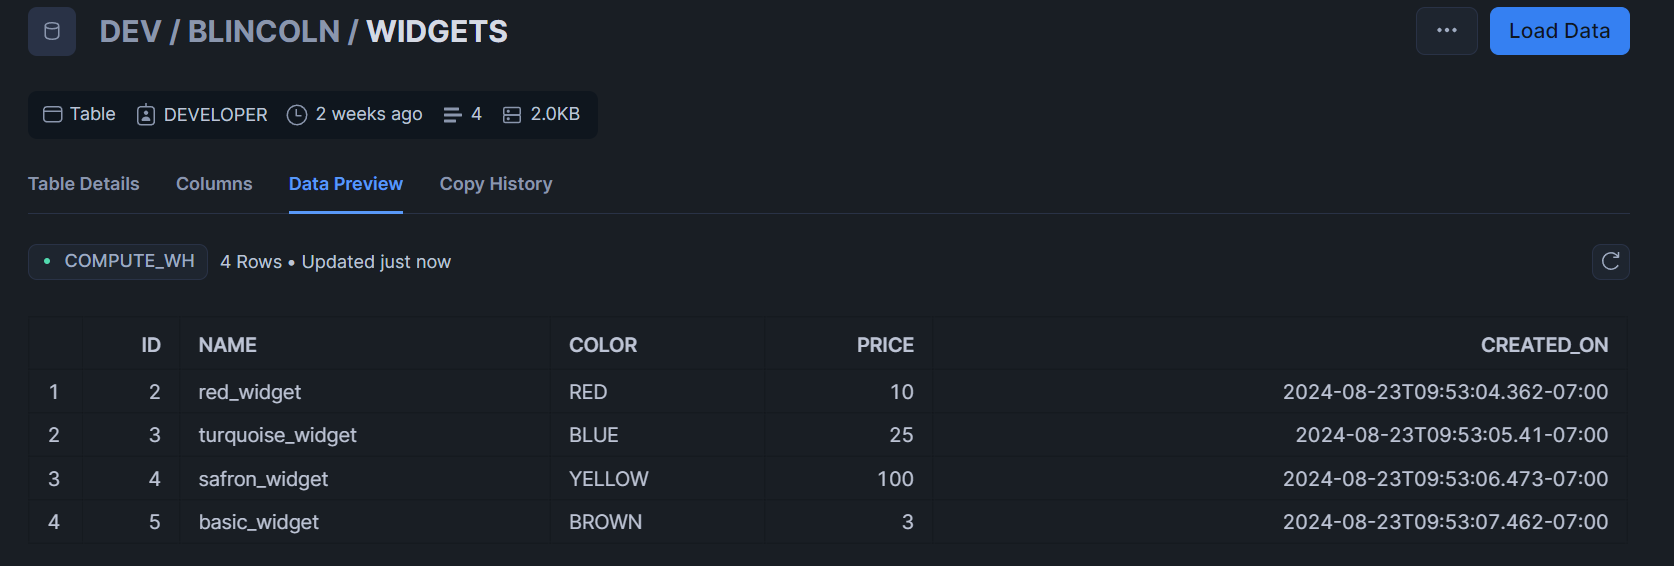 DEV / BLINCOLN / WIDGETS
Load Data
Table DEVELOPER 2 weeks ago 4 2.0KB
Table Details Columns Data Preview Copy History
COMPUTE_WH 4 Rows • Updated just now
ID NAME COLOR PRICE CREATED_ON
1 2 red_widget RED 10 2024-08-23T09:53:04.362-07:00
2 3 turquoise_widget BLUE 25 2024-08-23T09:53:05.41-07:00
3 4 safron_widget YELLOW 100 2024-08-23T09:53:06.473-07:00
4 5 basic_widget BROWN 3 2024-08-23T09:53:07.462-07:00